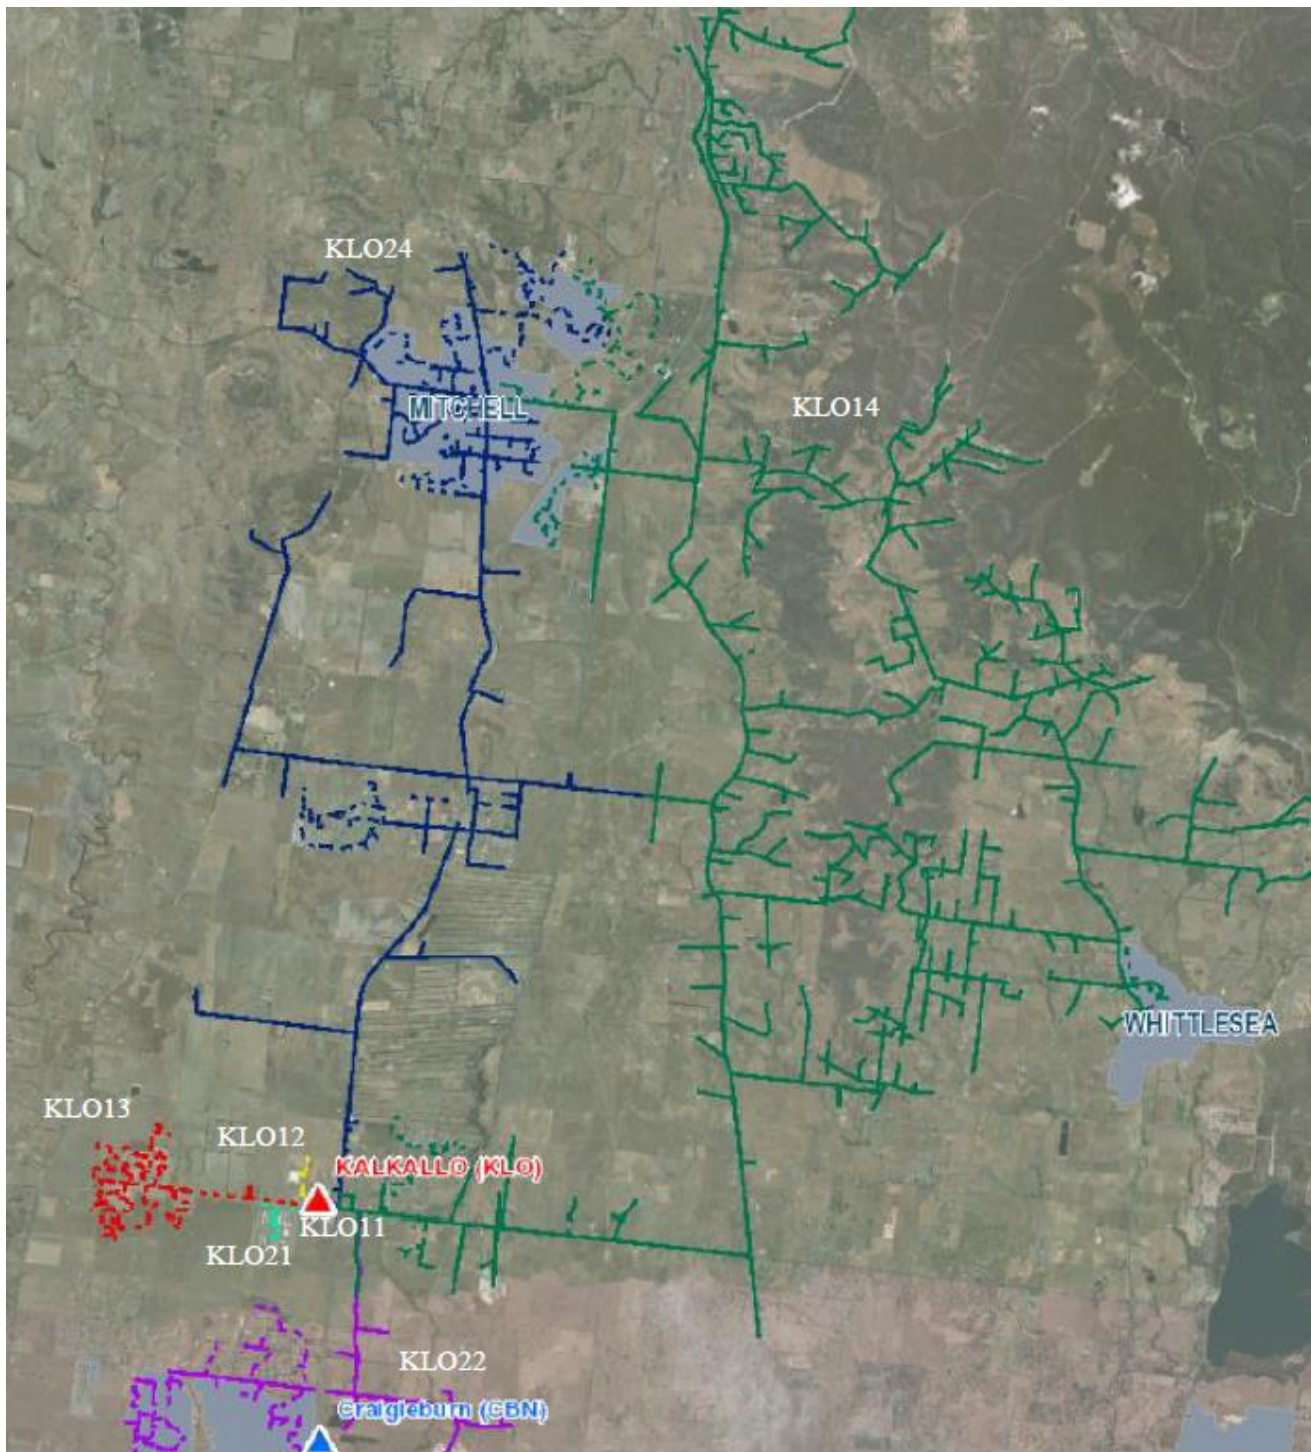 KLO24
MITCHELL
KLO14
WHITTLESEA
KLO13
KLO12
KALKALLO (KLO)
KLO11
KLO21
KLO22
Craigieburn (CBN)